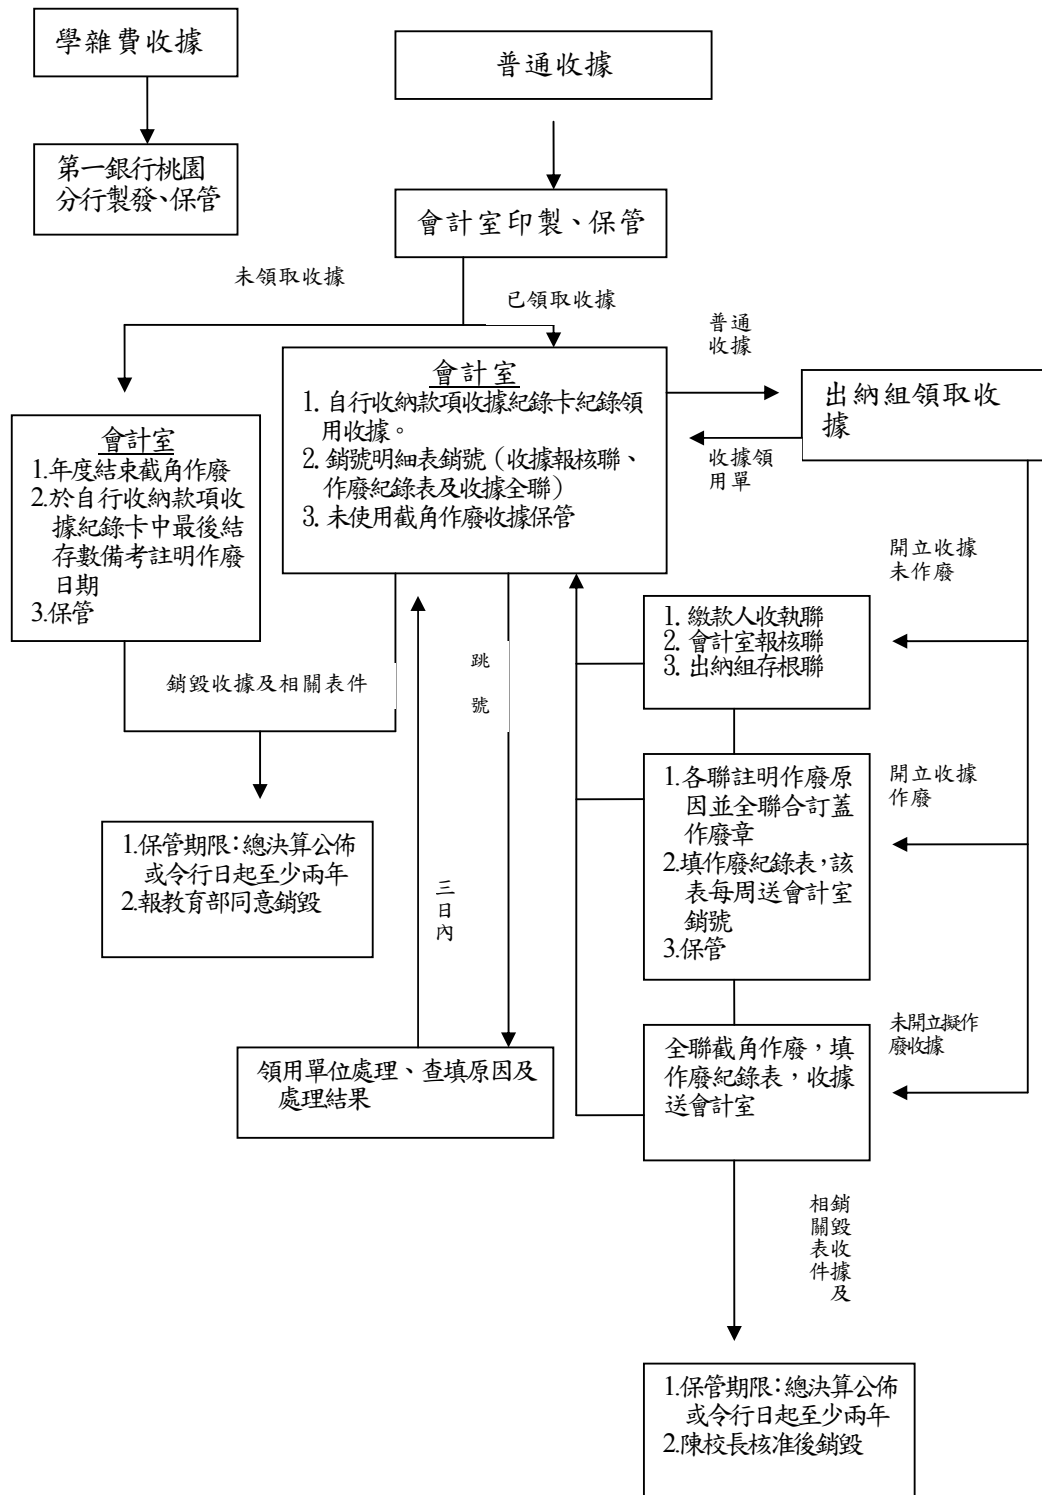 學雜費收據
普通收據
第一銀行桃園
分行製發、保管
會計室印製、保管
未領取收據
已領取收據
普通
收據
會計室
1. 自行收納款項收據紀錄卡紀錄領
用收據。
2. 銷號明細表銷號（收據報核聯、
作廢紀錄表及收據全聯）
3. 未使用截角作廢收據保管
出納組領取收
據
收據領
用單
會計室
1.年度結束截角作廢
2.於自行收納款項收
據紀錄卡中最後結
存數備考註明作廢
日期
3.保管
開立收據
未作廢
1. 繳款人收執聯
2. 會計室報核聯
3. 出納組存根聯
跳
號
銷毀收據及相關表件
開立收據
作廢
1.各聯註明作廢原
因並全聯合訂蓋
作廢章
2.填作廢紀錄表，該
表每周送會計室
銷號
3.保管
1.保管期限：總決算公佈
或令行日起至少兩年
2.報教育部同意銷毀
三
日
內
未開立擬作
廢收據
全聯截角作廢，填
作廢紀錄表，收據
送會計室
領用單位處理、查填原因及
處理結果
銷毀收據及
相關表件
1.保管期限：總決算公佈
或令行日起至少兩年
2.陳校長核准後銷毀